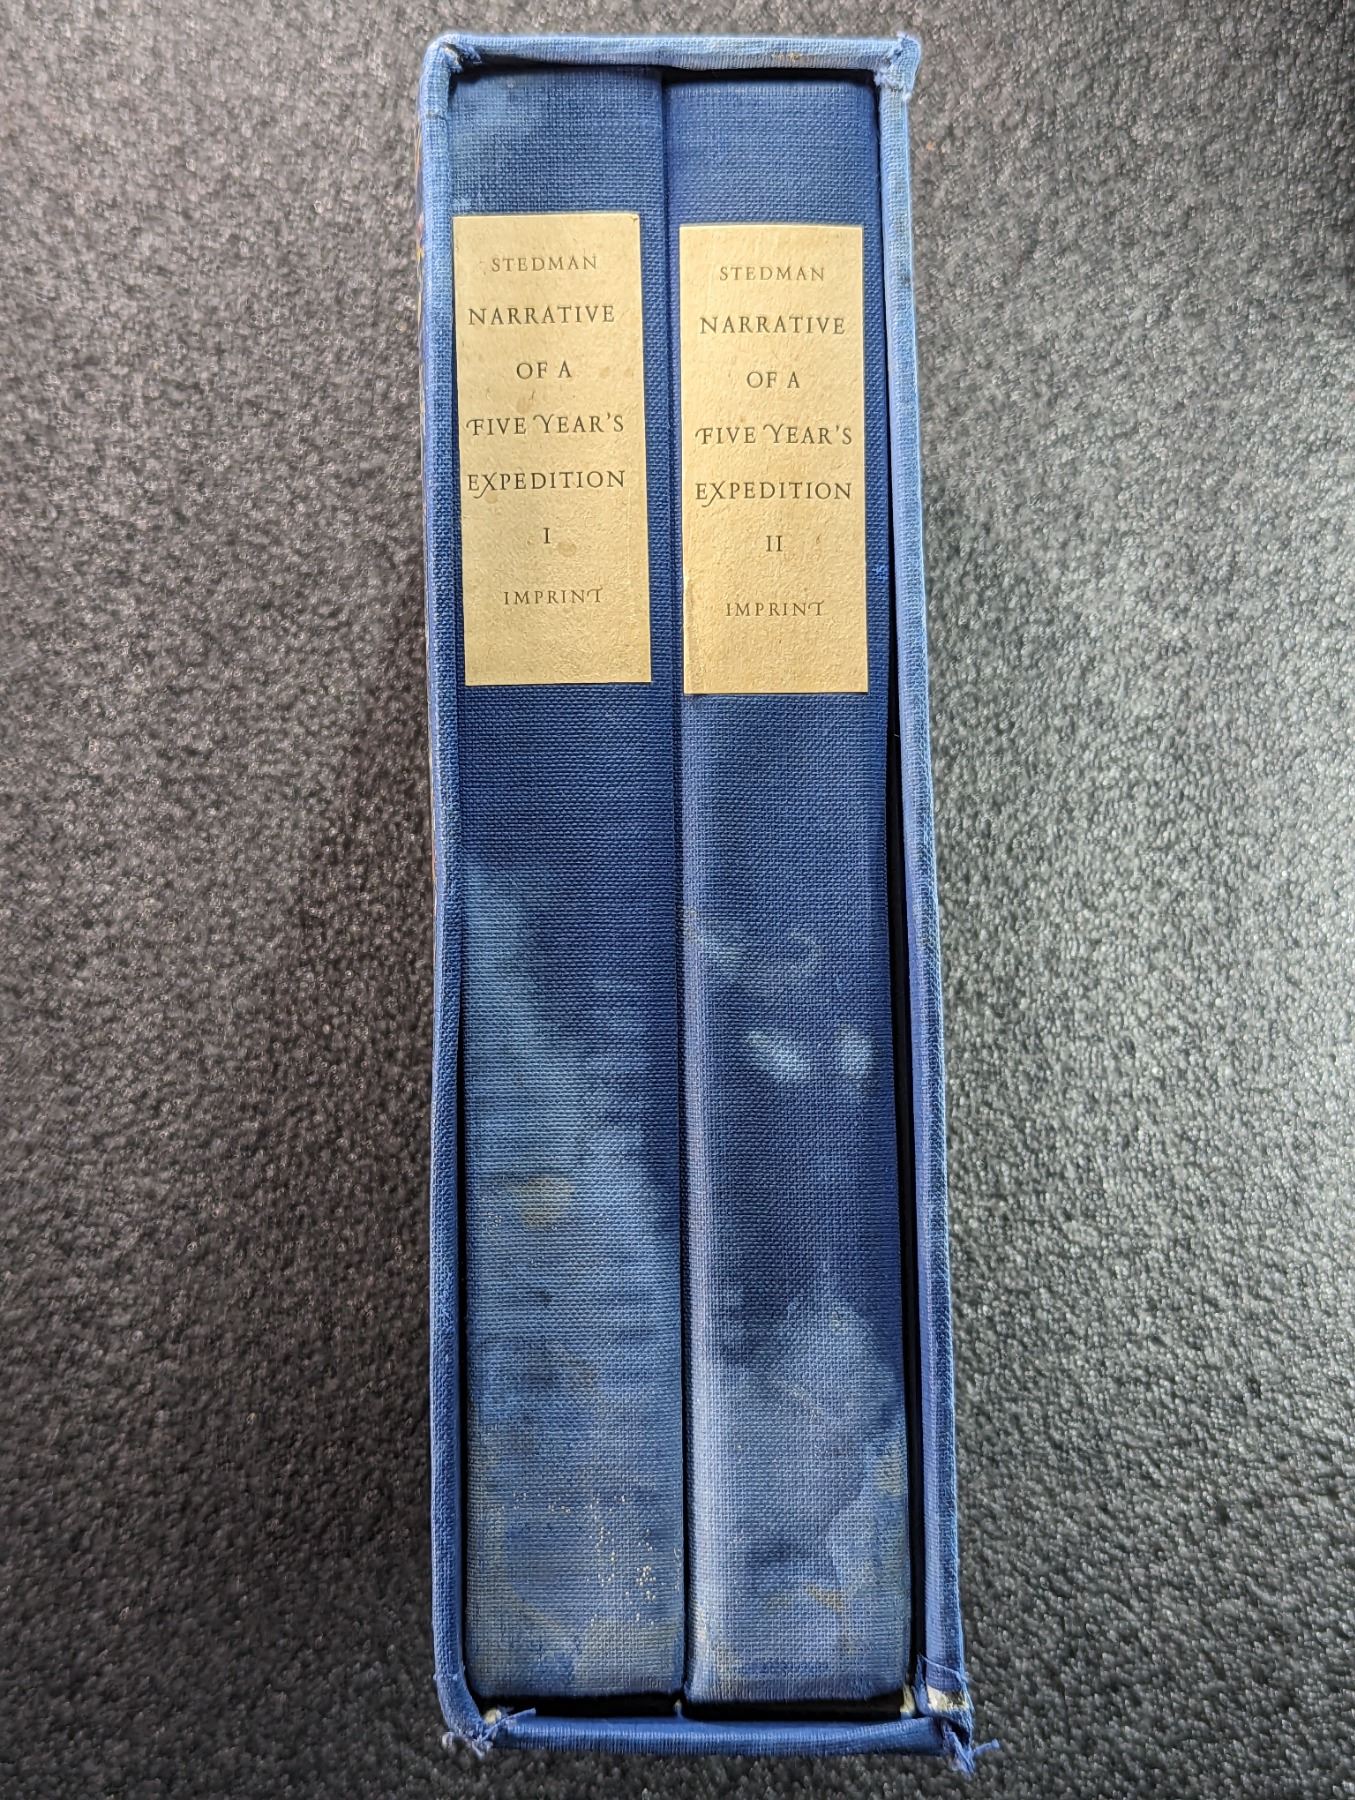 STEDMAN
NARRATIVE
OF A
FIVE YEAR'S
EXPEDITION
I
IMPRINT
STEDMAN
NARRATIVE
OF A
FIVE YEAR'S
EXPEDITION
II
IMPRINT